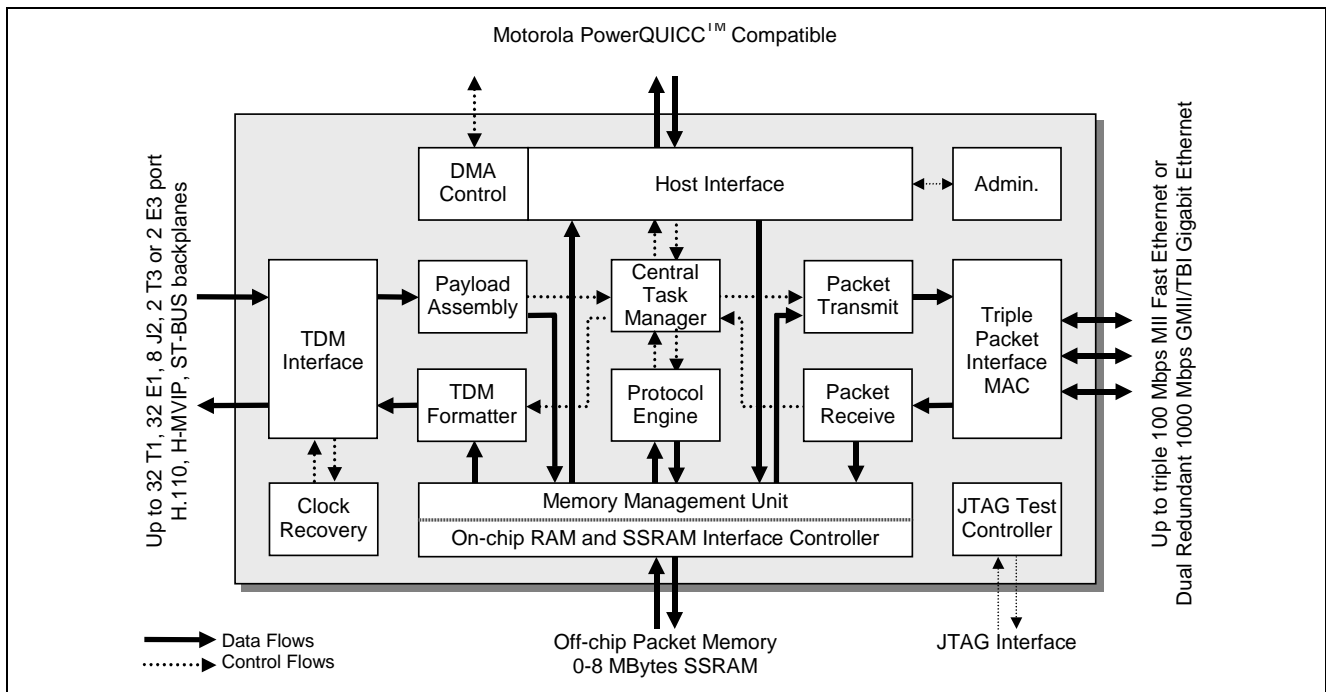 Motorola PowerQUICC™ Compatible
DMA
Control
Host Interface
Admin.
Up to 32 T1, 32 E1, 8 J2, 2 T3 or 2 E3 port
H.110, H-MVIP, ST-BUS backplanes
TDM
Interface
Payload
Assembly
Central
Task
Manager
Packet
Transmit
Triple
Packet
Interface
MAC
TDM
Formatter
Protocol
Engine
Packet
Receive
Up to triple 100 Mbps MII Fast Ethernet or
Dual Redundant 1000 Mbps GMII/TBI Gigabit Ethernet
Clock
Recovery
Memory Management Unit
On-chip RAM and SSRAM Interface Controller
JTAG Test
Controller
Data Flows
Control Flows
Off-chip Packet Memory
0-8 MBytes SSRAM
JTAG Interface